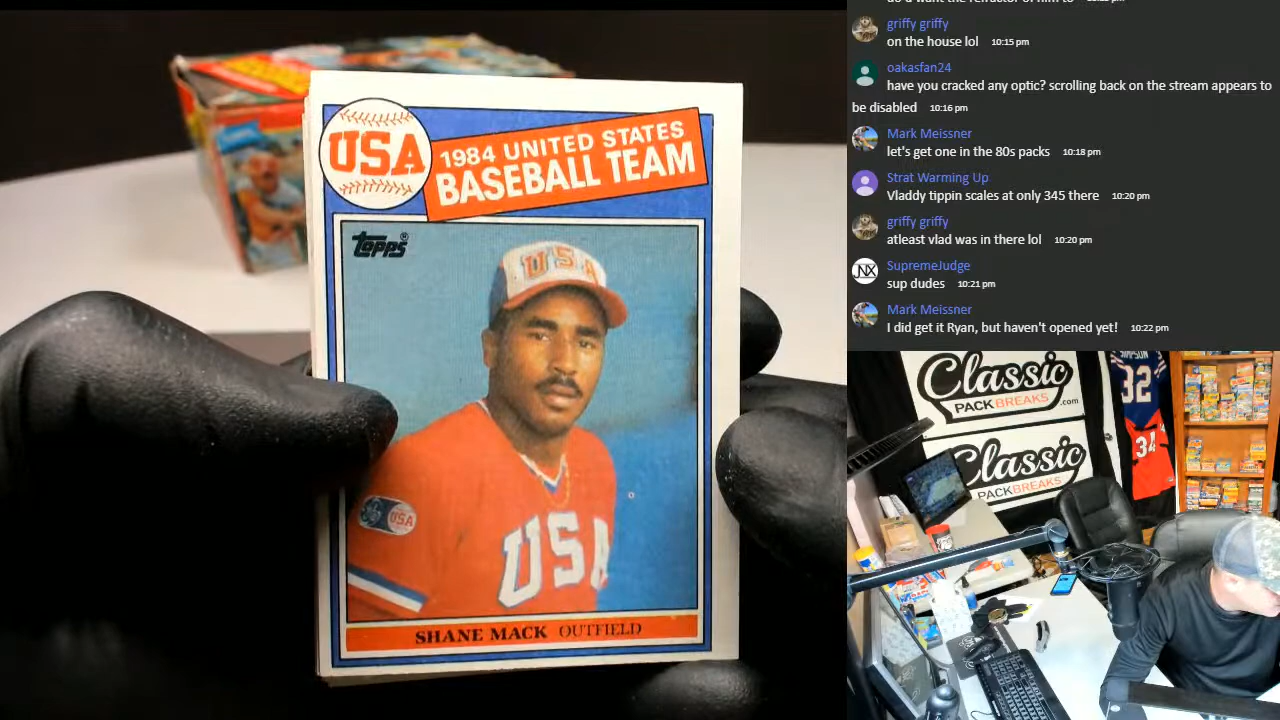 USA
1984 UNITED STATES
BASEBALL TEAM
topps
USA
USA
USA
SHANE MACK OUTFIELD
griffy griffy
on the house lol 10:15 pm
oakasfan24
have you cracked any optic? scrolling back on the stream appears to
be disabled 10:16 pm
Mark Meissner
let's get one in the 80s packs 10:18 pm
Strat Warming Up
Vladdy tippin scales at only 345 there 10:20 pm
griffy griffy
atleast vlad was in there lol 10:20 pm
NX
SupremeJudge
sup dudes 10:21 pm
Mark Meissner
I did get it Ryan, but haven't opened yet! 10:22 pm
Classic
PACKBREAKS.com
Classic
PACKBREAKS
SIMPSON
32
34